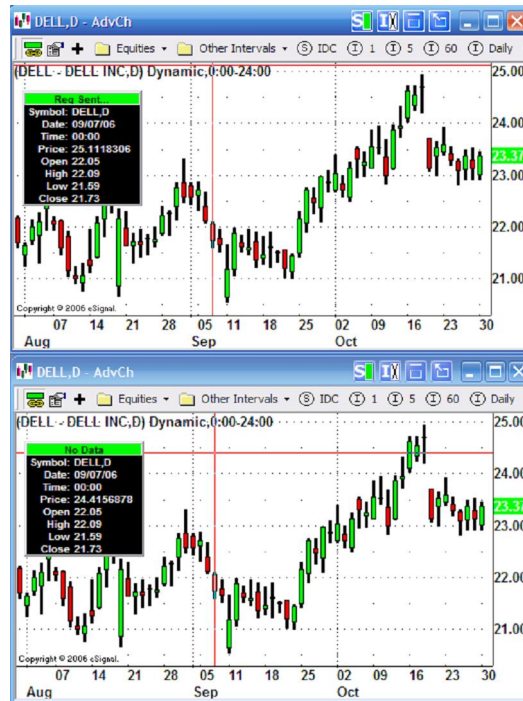 DELL,D - AdvCh
Equities Other Intervals S IDC I 1 I 5 I 60 I Daily
(DELL - DELL INC,D) Dynamic,0:00-24:00
25.00
Req Sent...
Symbol: DELL,D
Date: 09/07/06
Time: 00:00
Price: 25.1118306
Open 22.05
High 22.09
Low 21.59
Close 21.73
24.00
23.37
23.00
22.00
21.00
Copyright © 2006 eSignal.
07 14 21 28 05 11 18 25 02 09 16 23 30
Aug Sep Oct
DELL,D - AdvCh
Equities Other Intervals S IDC I 1 I 5 I 60 I Daily
(DELL - DELL INC,D) Dynamic,0:00-24:00
25.00
No Data
Symbol: DELL,D
Date: 09/07/06
Time: 00:00
Price: 24.4156878
Open 22.05
High 22.09
Low 21.59
Close 21.73
24.00
23.37
23.00
22.00
21.00
Copyright © 2006 eSignal.
07 14 21 28 05 11 18 25 02 09 16 23 30
Aug Sep Oct